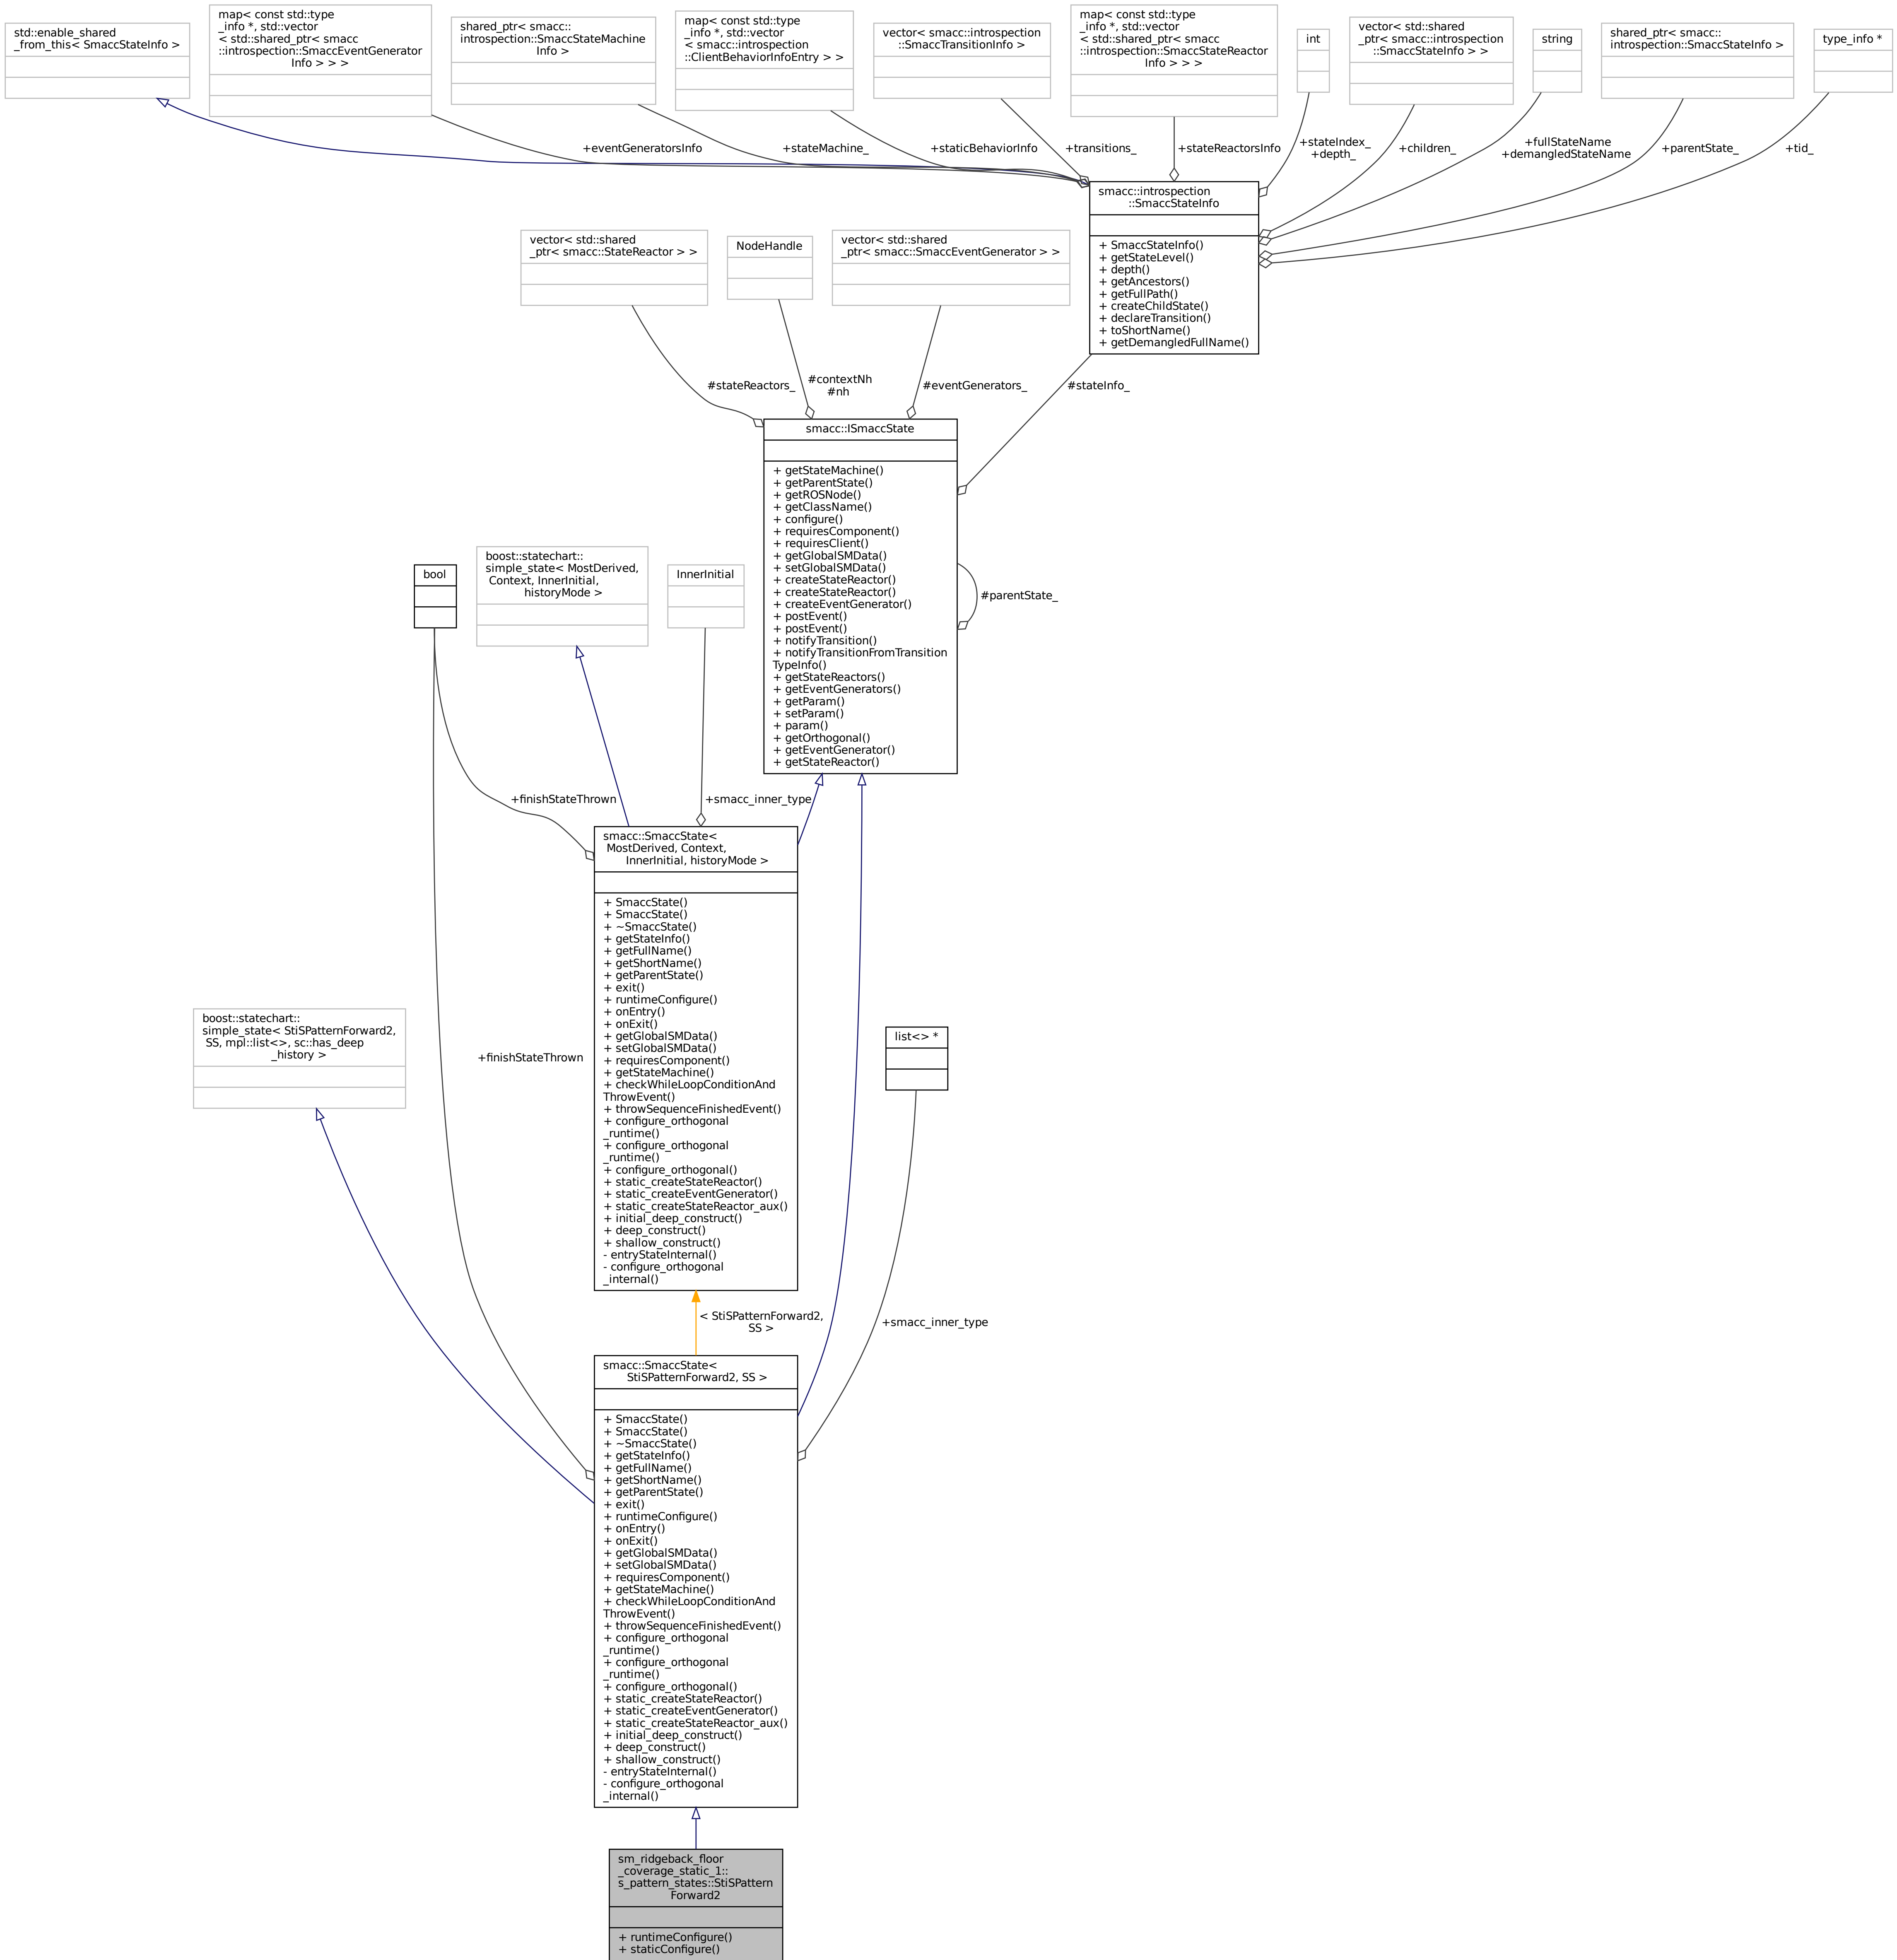 std::enable_shared
_from_this< SmaccStateInfo >
map< const std::type
_info *, std::vector
< std::shared_ptr< smacc
::introspection::SmaccEventGenerator
Info > > >
shared_ptr< smacc::
introspection::SmaccStateMachine
Info >
map< const std::type
_info *, std::vector
< smacc::introspection
::ClientBehaviorInfoEntry > >
vector< smacc::introspection
::SmaccTransitionInfo >
map< const std::type
_info *, std::vector
< std::shared_ptr< smacc
::introspection::SmaccStateReactor
Info > > >
int
vector< std::shared
_ptr< smacc::introspection
::SmaccStateInfo > >
string
shared_ptr< smacc::
introspection::SmaccStateInfo >
type_info *
+eventGeneratorsInfo
+stateMachine_
+staticBehaviorInfo
+transitions_
+stateReactorsInfo
+stateIndex_
+depth_
+children_
+fullStateName
+demangledStateName
+parentState_
+tid_
smacc::introspection
::SmaccStateInfo
+ SmaccStateInfo()
+ getStateLevel()
+ depth()
+ getAncestors()
+ getFullPath()
+ createChildState()
+ declareTransition()
+ toShortName()
+ getDemangledFullName()
vector< std::shared
_ptr< smacc::StateReactor > >
NodeHandle
vector< std::shared
_ptr< smacc::SmaccEventGenerator > >
#stateReactors_
#contextNh
#nh
#eventGenerators_
#stateInfo_
smacc::ISmaccState
+ getStateMachine()
+ getParentState()
+ getROSNode()
+ getClassName()
+ configure()
+ requiresComponent()
+ requiresClient()
+ getGlobalSMData()
+ setGlobalSMData()
+ createStateReactor()
+ createStateReactor()
+ createEventGenerator()
+ postEvent()
+ postEvent()
+ notifyTransition()
+ notifyTransitionFromTransition
TypeInfo()
+ getStateReactors()
+ getEventGenerators()
+ getParam()
+ setParam()
+ param()
+ getOrthogonal()
+ getEventGenerator()
+ getStateReactor()
#parentState_
bool
boost::statechart::
simple_state< MostDerived,
Context, InnerInitial,
historyMode >
InnerInitial
+finishStateThrown
+smacc_inner_type
smacc::SmaccState<
MostDerived, Context,
InnerInitial, historyMode >
+ SmaccState()
+ SmaccState()
+ ~SmaccState()
+ getStateInfo()
+ getFullName()
+ getShortName()
+ getParentState()
+ exit()
+ runtimeConfigure()
+ onEntry()
+ onExit()
+ getGlobalSMData()
+ setGlobalSMData()
+ requiresComponent()
+ getStateMachine()
+ checkWhileLoopConditionAnd
ThrowEvent()
+ throwSequenceFinishedEvent()
+ configure_orthogonal
_runtime()
+ configure_orthogonal
_runtime()
+ configure_orthogonal()
+ static_createStateReactor()
+ static_createEventGenerator()
+ static_createStateReactor_aux()
+ initial_deep_construct()
+ deep_construct()
+ shallow_construct()
- entryStateInternal()
- configure_orthogonal
_internal()
boost::statechart::
simple_state< StiSPatternForward2,
SS, mpl::list<>, sc::has_deep
_history >
+finishStateThrown
list<> *
< StiSPatternForward2,
SS >
+smacc_inner_type
smacc::SmaccState<
StiSPatternForward2, SS >
+ SmaccState()
+ SmaccState()
+ ~SmaccState()
+ getStateInfo()
+ getFullName()
+ getShortName()
+ getParentState()
+ exit()
+ runtimeConfigure()
+ onEntry()
+ onExit()
+ getGlobalSMData()
+ setGlobalSMData()
+ requiresComponent()
+ getStateMachine()
+ checkWhileLoopConditionAnd
ThrowEvent()
+ throwSequenceFinishedEvent()
+ configure_orthogonal
_runtime()
+ configure_orthogonal
_runtime()
+ configure_orthogonal()
+ static_createStateReactor()
+ static_createEventGenerator()
+ static_createStateReactor_aux()
+ initial_deep_construct()
+ deep_construct()
+ shallow_construct()
- entryStateInternal()
- configure_orthogonal
_internal()
sm_ridgeback_floor
_coverage_static_1::
s_pattern_states::StiSPattern
Forward2
+ runtimeConfigure()
+ staticConfigure()